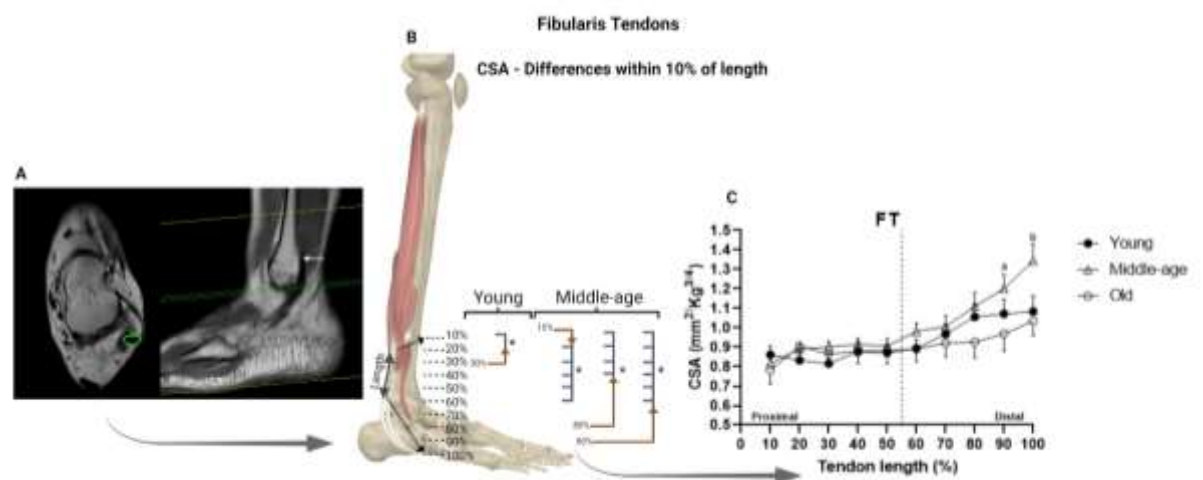 Fibularis Tendons
B
CSA - Differences within 10% of length
A
Young
Middle-age
10%
20%
30%
40%
50%
60%
70%
80%
90%
100%
Length
*
*
*
*
C
FT
CSA (mm²/Kg³/⁴)
1.5
1.4
1.3
1.2
1.1
1.0
0.9
0.8
0.7
0.6
0.5
a
Proximal
Distal
0 10 20 30 40 50 60 70 80 90 100
Tendon length (%)
Young
Middle-age
Old